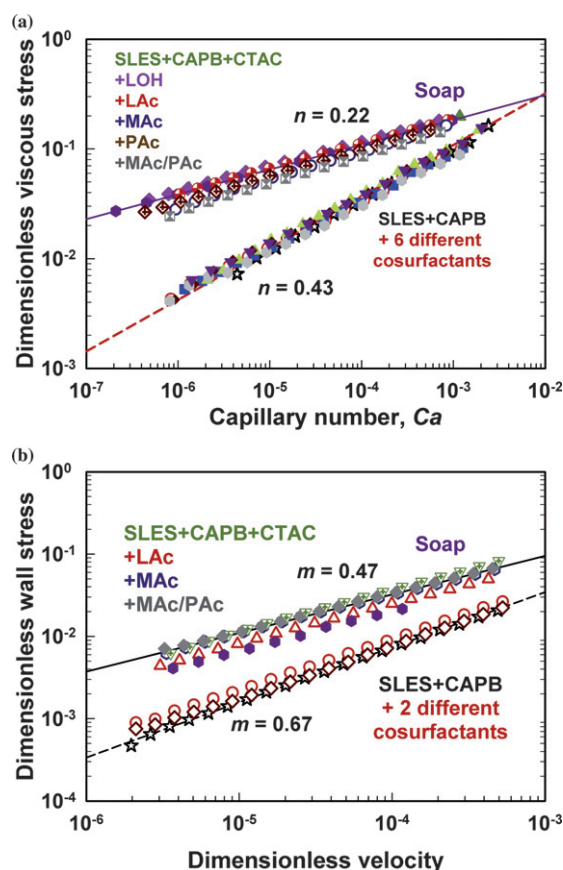 (a)
10⁰
SLES+CAPB+CTAC
+LOH
Soap
+LAc
n = 0.22
+MAc
10⁻¹
+PAc
+MAc/PAc
SLES+CAPB
+ 6 different
cosurfactants
10⁻²
n = 0.43
10⁻³
10⁻⁷ 10⁻⁶ 10⁻⁵ 10⁻⁴ 10⁻³ 10⁻²
Dimensionless viscous stress
Capillary number, Ca
(b)
10⁰
SLES+CAPB+CTAC
Soap
10⁻¹
+LAc
m = 0.47
+MAc
+MAc/PAc
10⁻²
SLES+CAPB
+ 2 different
cosurfactants
10⁻³
m = 0.67
10⁻⁴
10⁻⁶ 10⁻⁵ 10⁻⁴ 10⁻³
Dimensionless wall stress
Dimensionless velocity